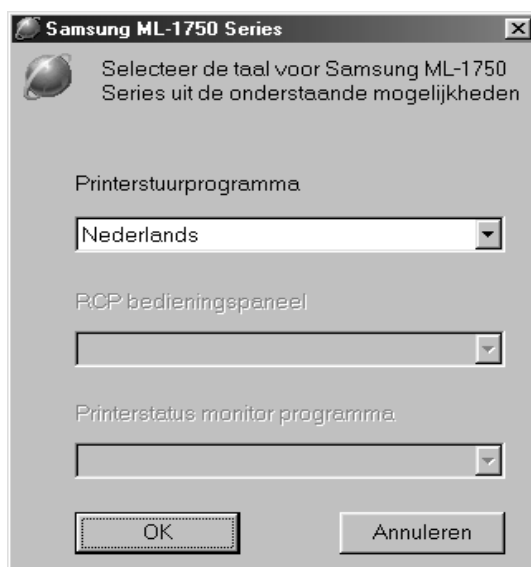 Samsung ML-1750 Series
Selecteer de taal voor Samsung ML-1750
Series uit de onderstaande mogelijkheden
Printerstuurprogramma
Nederlands
RCP bedieningspaneel
Printerstatus monitor programma
OK
Annuleren